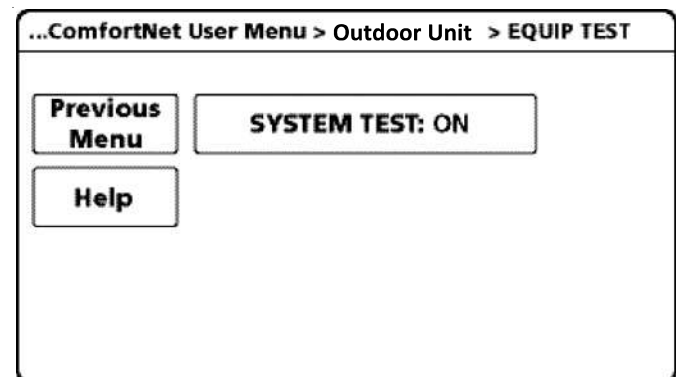 ...ComfortNet User Menu > Outdoor Unit > EQUIP TEST
Previous
Menu
SYSTEM TEST: ON
Help